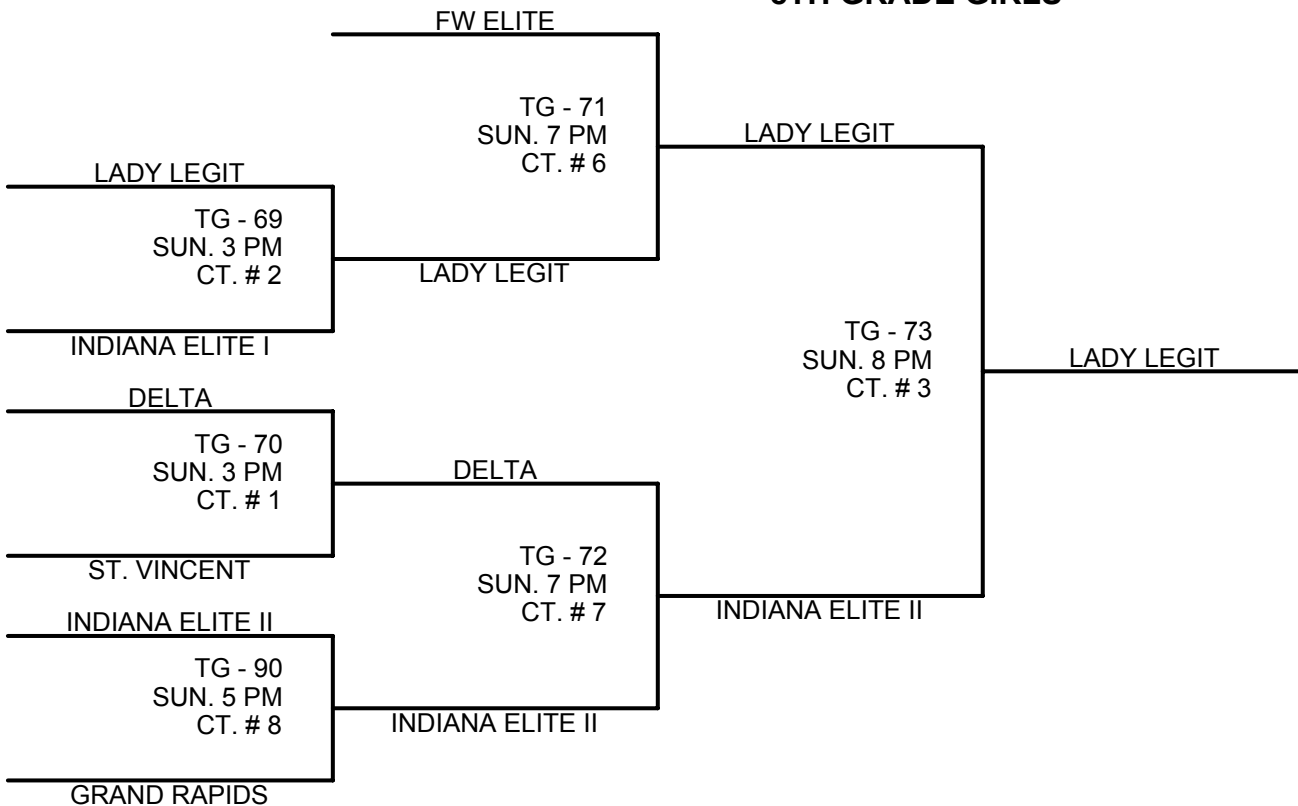 GRADE GIRLS
FW ELITE
TG - 71
SUN. 7 PM
CT. # 6
LADY LEGIT
LADY LEGIT
TG - 69
SUN. 3 PM
CT. # 2
LADY LEGIT
INDIANA ELITE I
TG - 73
SUN. 8 PM
CT. # 3
LADY LEGIT
DELTA
TG - 70
SUN. 3 PM
CT. # 1
DELTA
ST. VINCENT
TG - 72
SUN. 7 PM
CT. # 7
INDIANA ELITE II
INDIANA ELITE II
TG - 90
SUN. 5 PM
CT. # 8
INDIANA ELITE II
GRAND RAPIDS